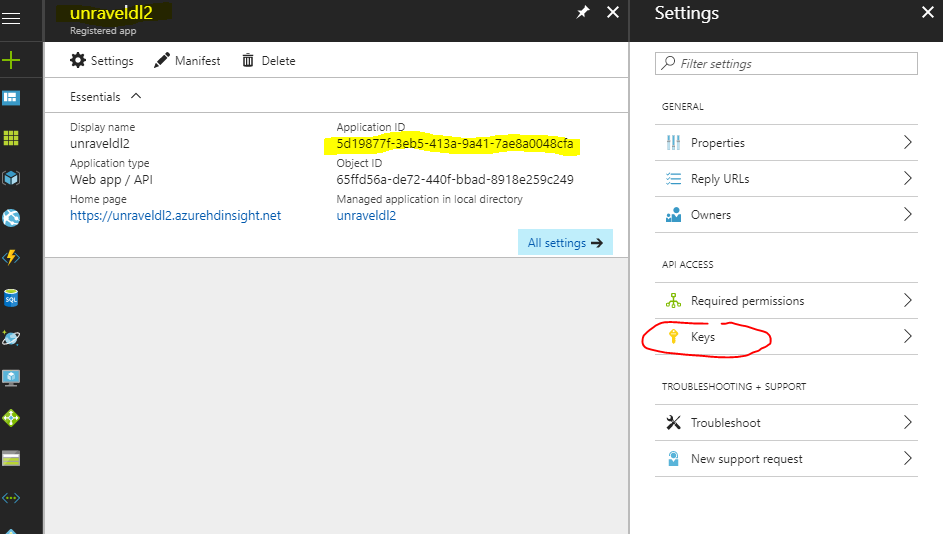 unraveldl2
Registered app
Settings
Manifest
Delete
Essentials
Display name
unraveldl2
Application type
Web app / API
Home page
https://unraveldl2.azurehdinsight.net
Application ID
5d19877f-3eb5-413a-9a41-7ae8a0048cfa
Object ID
65ffd56a-de72-440f-bbad-8918e259c249
Managed application in local directory
unraveldl2
All settings
Settings
Filter settings
GENERAL
Properties
Reply URLs
Owners
API ACCESS
Required permissions
Keys
TROUBLESHOOTING + SUPPORT
Troubleshoot
New support request
SQL